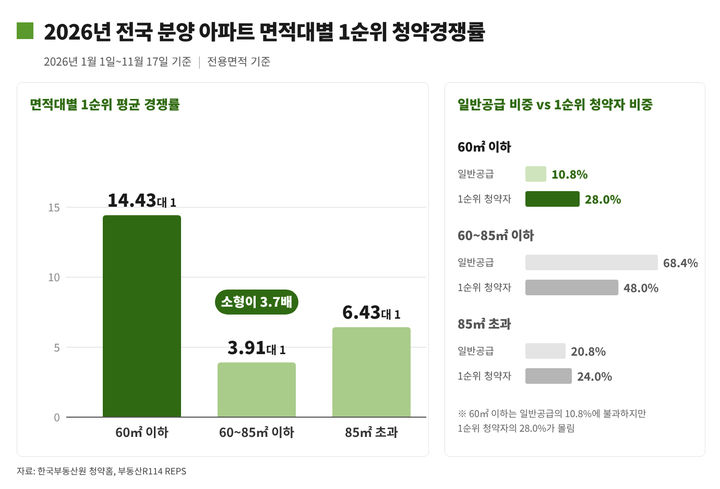 2026년 전국 분양 아파트 면적대별 1순위 청약경쟁률
2026년 1월 1일~11월 17일 기준 | 전용면적 기준
면적대별 1순위 평균 경쟁률
15
10
5
0
14.43대 1
소형이 3.7배
3.91대 1
6.43대 1
60㎡ 이하
60~85㎡ 이하
85㎡ 초과
일반공급 비중 vs 1순위 청약자 비중
60㎡ 이하
일반공급 10.8%
1순위 청약자 28.0%
60~85㎡ 이하
일반공급 68.4%
1순위 청약자 48.0%
85㎡ 초과
일반공급 20.8%
1순위 청약자 24.0%
※ 60㎡ 이하는 일반공급의 10.8%에 불과하지만
1순위 청약자의 28.0%가 몰림
자료: 한국부동산원 청약홈, 부동산R114 REPS